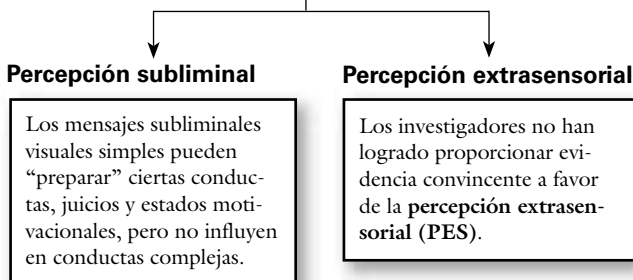 Percepción subliminal
Los mensajes subliminales
visuales simples pueden
“preparar” ciertas conduc-
tas, juicios y estados moti-
vacionales, pero no influyen
en conductas complejas.
Percepción extrasensorial
Los investigadores no han
logrado proporcionar evi-
dencia convincente a favor
de la percepción extrasen-
sorial (PES).